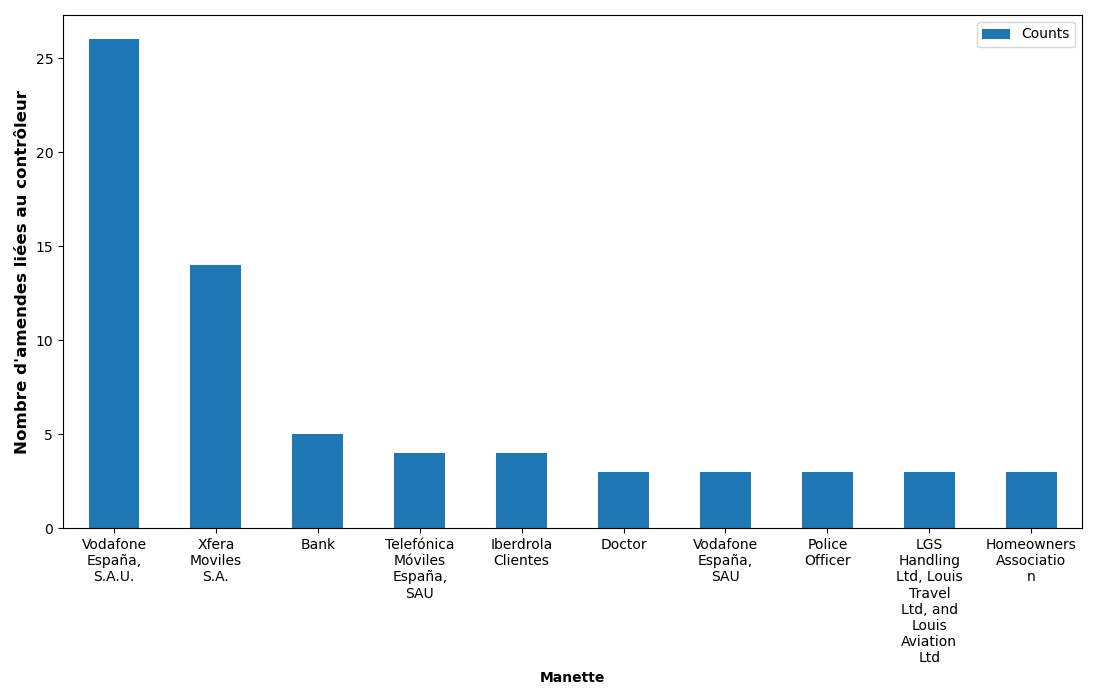 Counts
Nombre d'amendes liées au contrôleur
25
20
15
10
5
0
Vodafone
España,
S.A.U.
Xfera
Moviles
S.A.
Bank
Telefónica
Móviles
España,
SAU
Iberdrola
Clientes
Doctor
Vodafone
España,
SAU
Police
Officer
LGS
Handling
Ltd, Louis
Travel
Ltd, and
Louis
Aviation
Ltd
Homeowners
Associatio
n
Manette